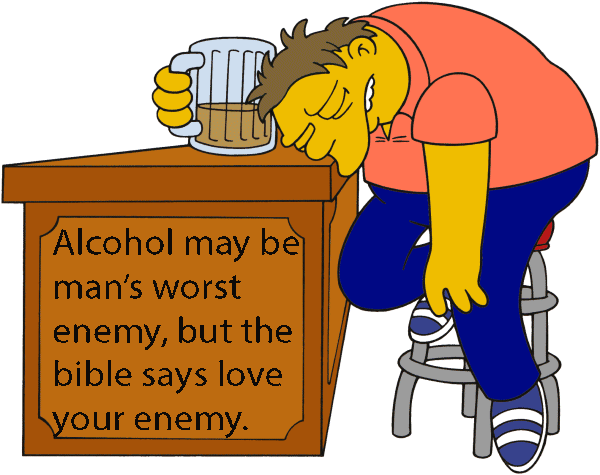 Alcohol may be
man's worst
enemy, but the
bible says love
your enemy.